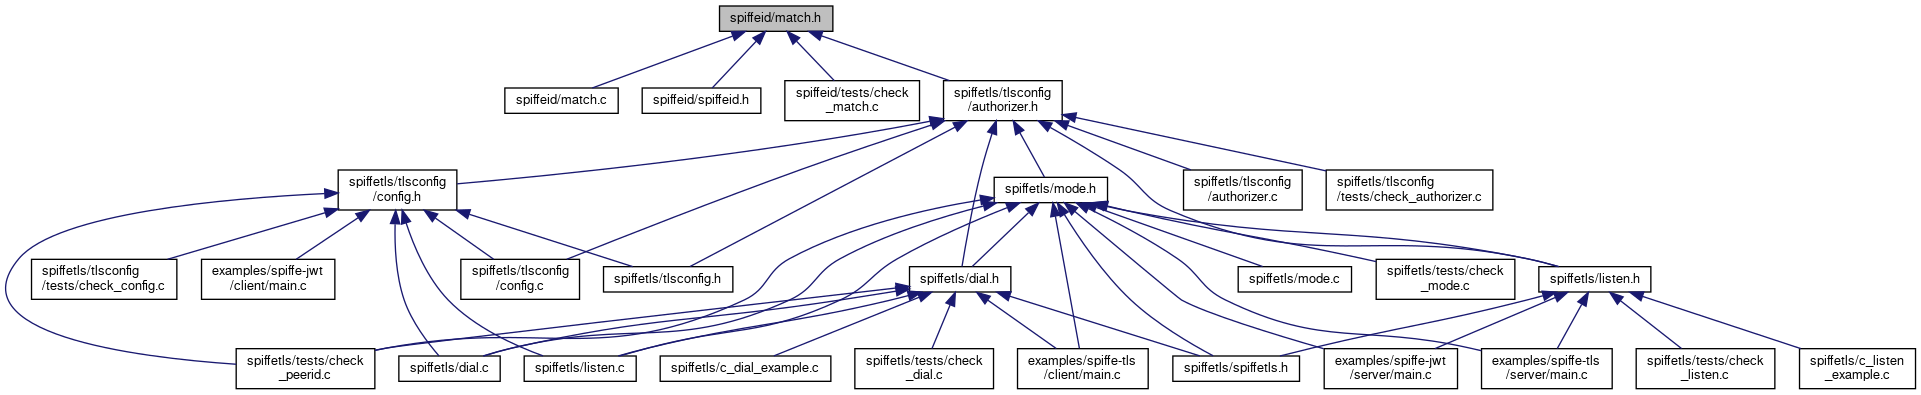 spiffeid/match.h
spiffeid/match.c
spiffeid/spiffeid.h
spiffeid/tests/check
_match.c
spiffetls/tlsconfig
/authorizer.h
spiffetls/tlsconfig
/config.h
spiffetls/mode.h
spiffetls/tlsconfig
/authorizer.c
spiffetls/tlsconfig
/tests/check_authorizer.c
spiffetls/tlsconfig
/tests/check_config.c
examples/spiffe-jwt
/client/main.c
spiffetls/tlsconfig
/config.c
spiffetls/tlsconfig.h
spiffetls/dial.h
spiffetls/mode.c
spiffetls/tests/check
_mode.c
spiffetls/listen.h
spiffetls/tests/check
_peerid.c
spiffetls/dial.c
spiffetls/listen.c
spiffetls/c_dial_example.c
spiffetls/tests/check
_dial.c
examples/spiffe-tls
/client/main.c
spiffetls/spiffetls.h
examples/spiffe-jwt
/server/main.c
examples/spiffe-tls
/server/main.c
spiffetls/tests/check
_listen.c
spiffetls/c_listen
_example.c